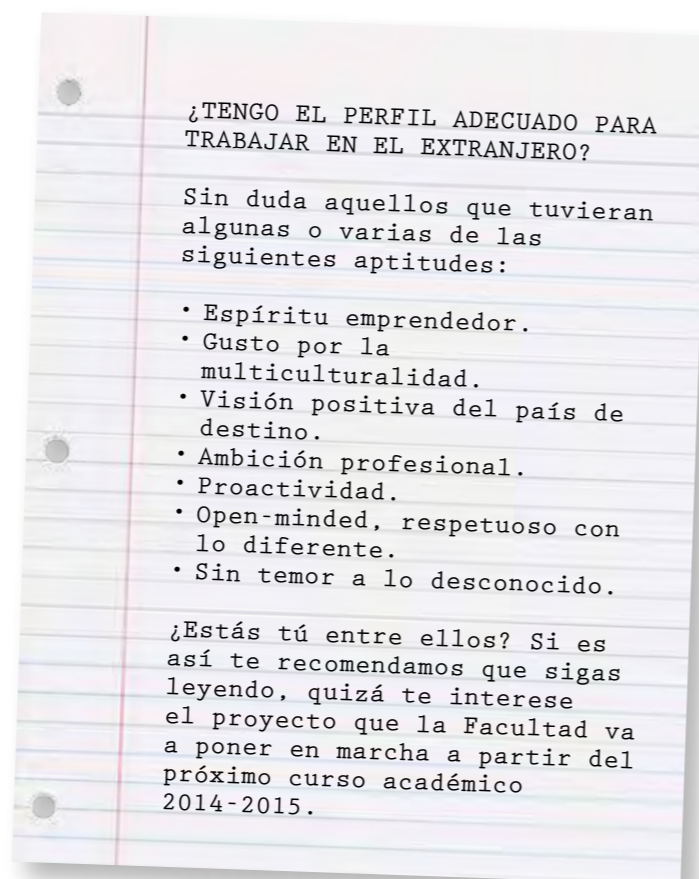 ¿TENGO EL PERFIL ADECUADO PARA
TRABAJAR EN EL EXTRANJERO?
Sin duda aquellos que tuvieran
algunas o varias de las
siguientes aptitudes:
• Espíritu emprendedor.
• Gusto por la
multiculturalidad.
• Visión positiva del país de
destino.
• Ambición profesional.
• Proactividad.
• Open-minded, respetuoso con
lo diferente.
• Sin temor a lo desconocido.
¿Estás tú entre ellos? Si es
así te recomendamos que sigas
leyendo, quizá te interese
el proyecto que la Facultad va
a poner en marcha a partir del
próximo curso académico
2014-2015.